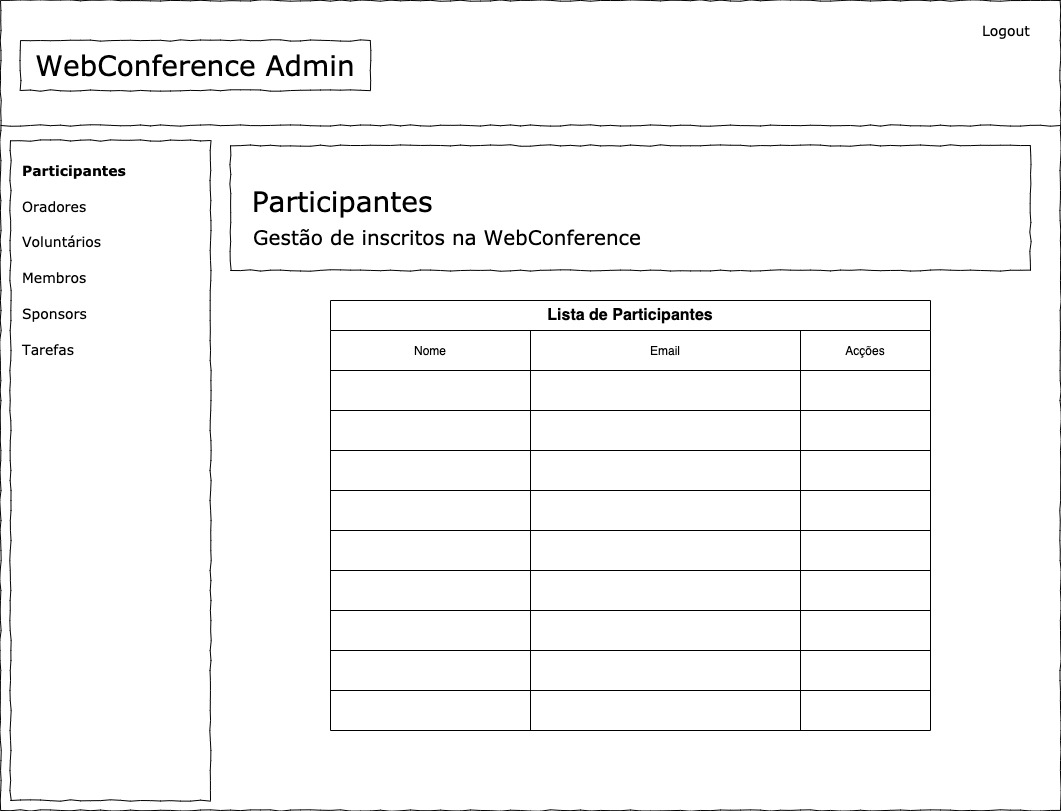 Logout
WebConference Admin
Participantes
Oradores
Voluntários
Membros
Sponsors
Tarefas
Participantes
Gestão de inscritos na WebConference
Lista de Participantes
Nome Email Acções